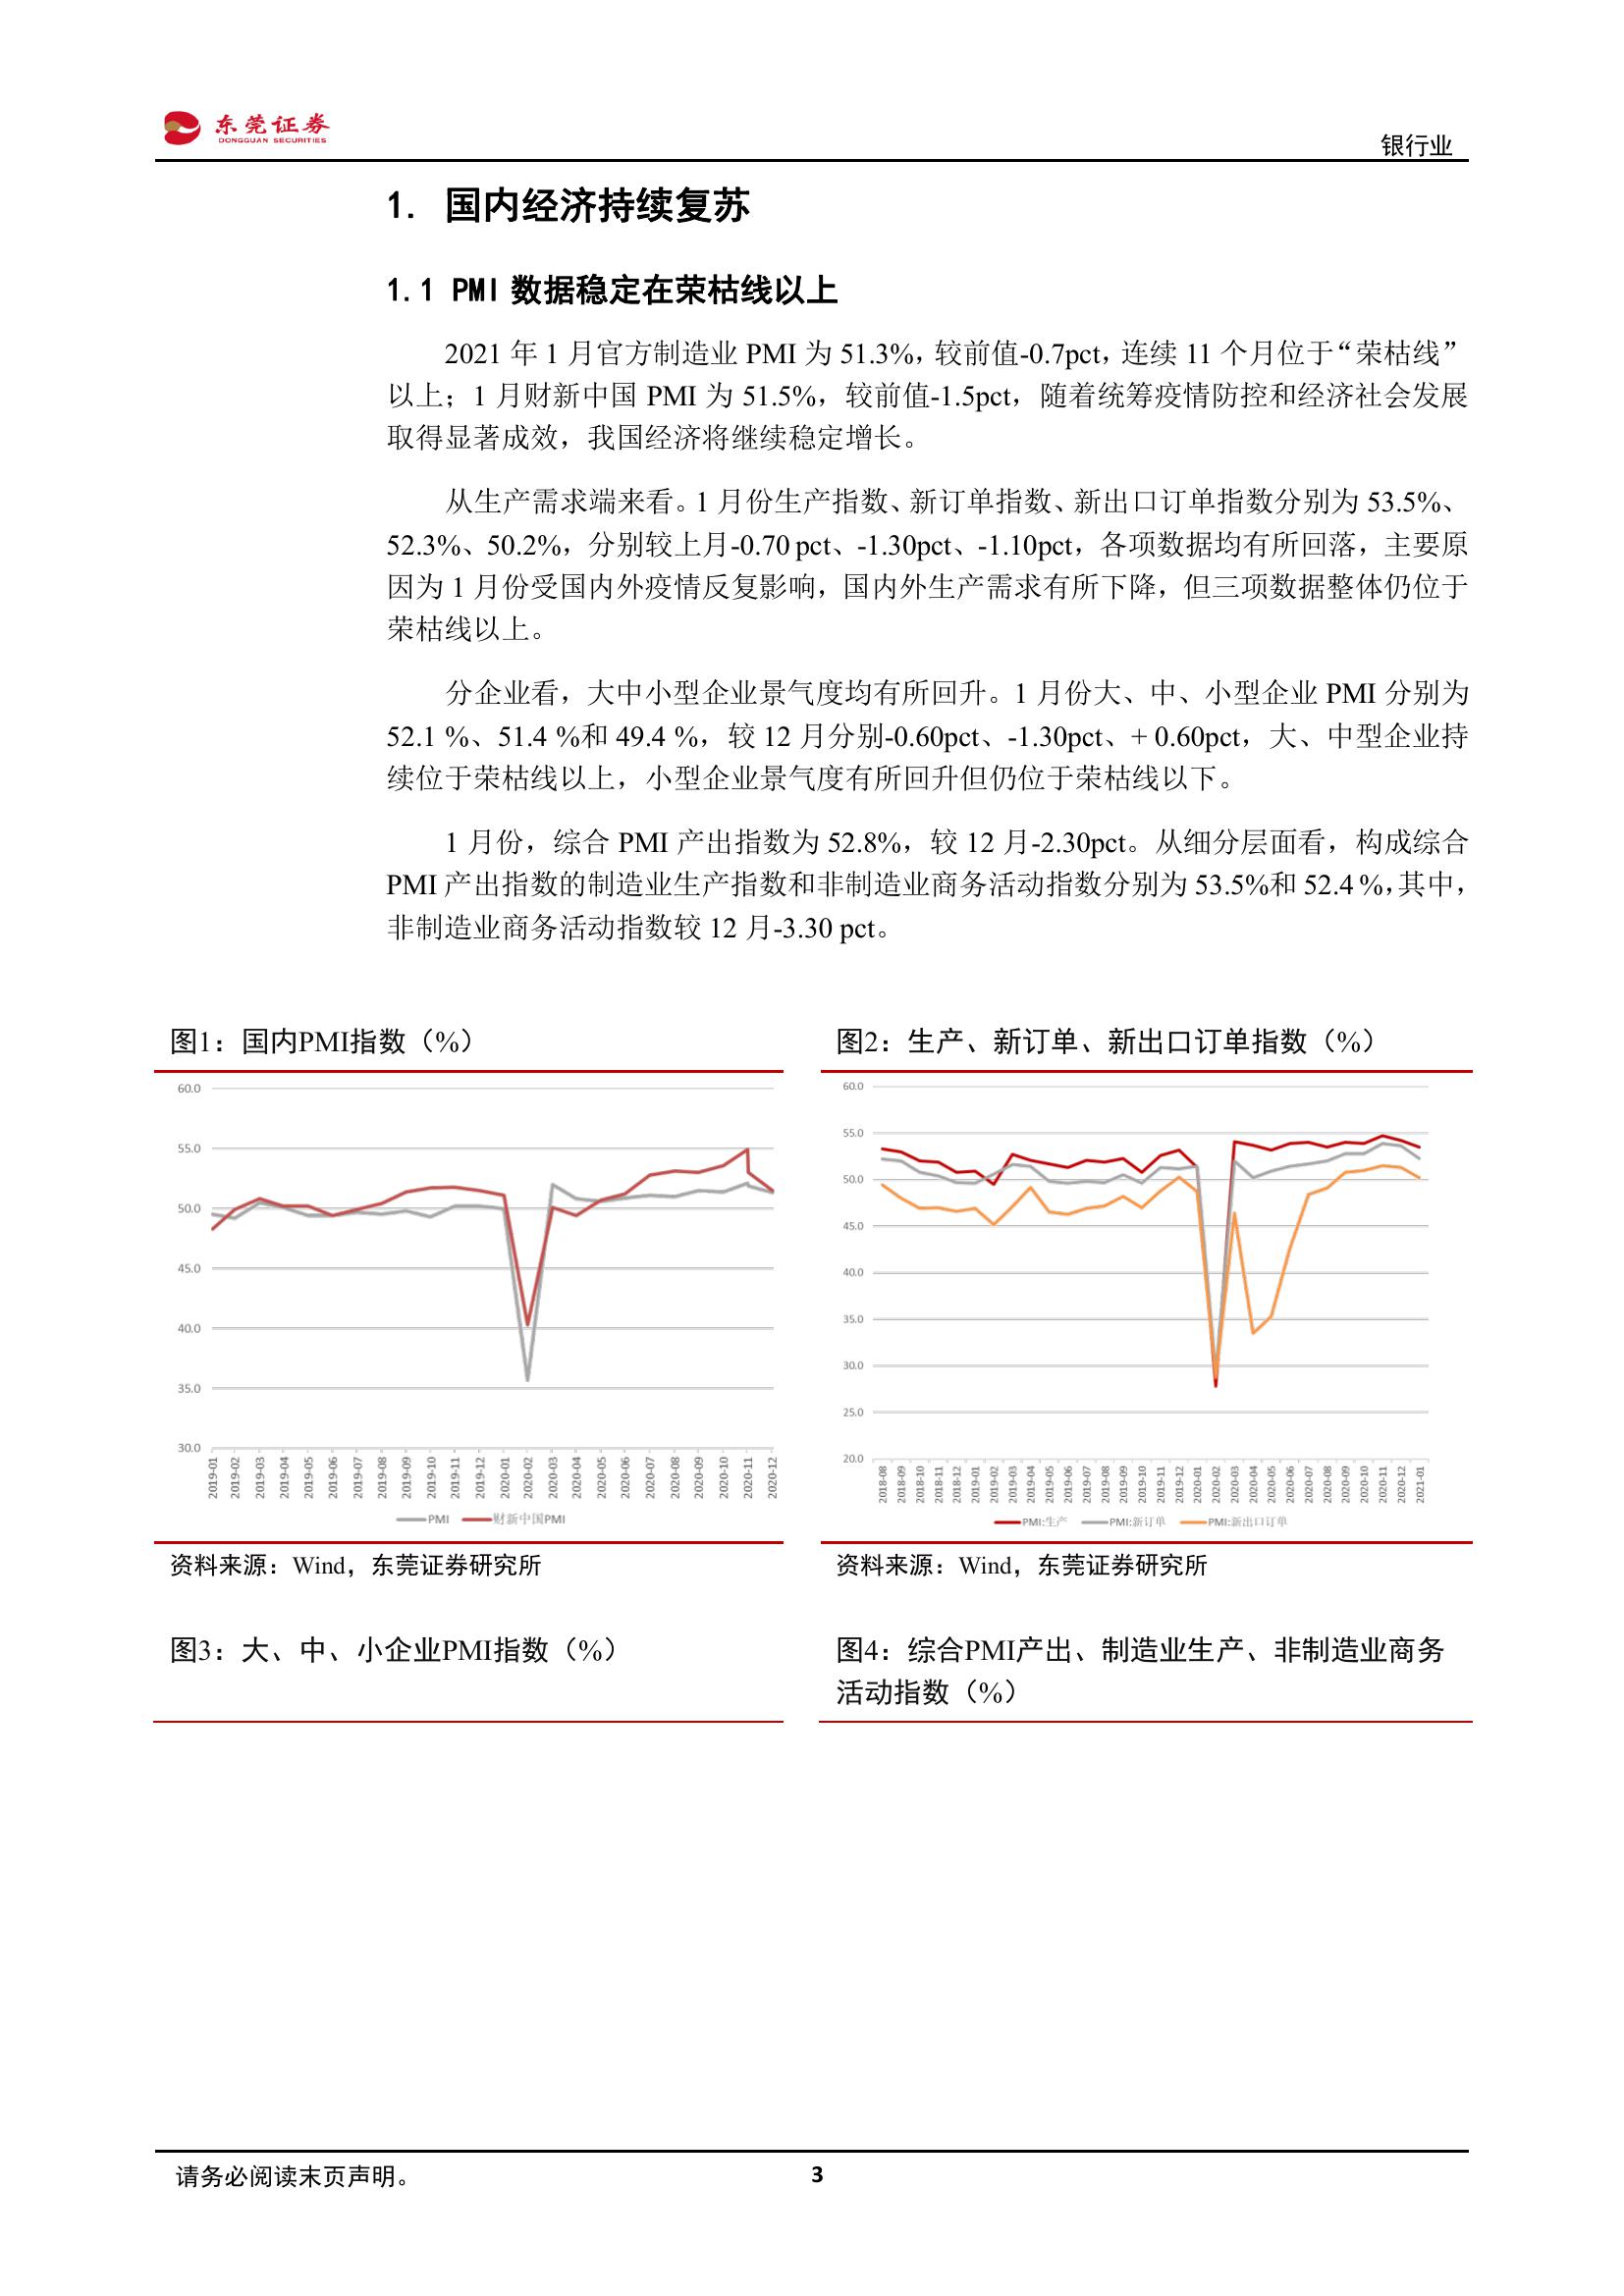 东莞证券
DONGGUAN SECURITIES
银行业
1. 国内经济持续复苏
1.1 PMI 数据稳定在荣枯线以上
2021 年 1 月官方制造业 PMI 为 51.3%，较前值-0.7pct，连续 11 个月位于“荣枯线”
以上；1 月财新中国 PMI 为 51.5%，较前值-1.5pct，随着统筹疫情防控和经济社会发展
取得显著成效，我国经济将继续稳定增长。
从生产需求端来看。1 月份生产指数、新订单指数、新出口订单指数分别为 53.5%、
52.3%、50.2%，分别较上月-0.70 pct、-1.30pct、-1.10pct，各项数据均有所回落，主要原
因为 1 月份受国内外疫情反复影响，国内外生产需求有所下降，但三项数据整体仍位于
荣枯线以上。
分企业看，大中小型企业景气度均有所回升。1 月份大、中、小型企业 PMI 分别为
52.1 %、51.4 %和 49.4 %，较 12 月分别-0.60pct、-1.30pct、+ 0.60pct，大、中型企业持
续位于荣枯线以上，小型企业景气度有所回升但仍位于荣枯线以下。
1 月份，综合 PMI 产出指数为 52.8%，较 12 月-2.30pct。从细分层面看，构成综合
PMI 产出指数的制造业生产指数和非制造业商务活动指数分别为 53.5%和 52.4 %，其中，
非制造业商务活动指数较 12 月-3.30 pct。
图1：国内PMI指数（%）
60.0
55.0
50.0
45.0
40.0
35.0
30.0
2019-01
2019-02
2019-03
2019-04
2019-05
2019-06
2019-07
2019-08
2019-09
2019-10
2019-11
2019-12
2020-01
2020-02
2020-03
2020-04
2020-05
2020-06
2020-07
2020-08
2020-09
2020-10
2020-11
2020-12
PMI 财新中国PMI
资料来源：Wind，东莞证券研究所
图2：生产、新订单、新出口订单指数（%）
60.0
55.0
50.0
45.0
40.0
35.0
30.0
25.0
20.0
2018-08
2018-09
2018-10
2018-11
2018-12
2019-01
2019-02
2019-03
2019-04
2019-05
2019-06
2019-07
2019-08
2019-09
2019-10
2019-11
2019-12
2020-01
2020-02
2020-03
2020-04
2020-05
2020-06
2020-07
2020-08
2020-09
2020-10
2020-11
2020-12
2021-01
PMI:生产 PMI:新订单 PMI:新出口订单
资料来源：Wind，东莞证券研究所
图3：大、中、小企业PMI指数（%）
图4：综合PMI产出、制造业生产、非制造业商务
活动指数（%）
请务必阅读末页声明。
3